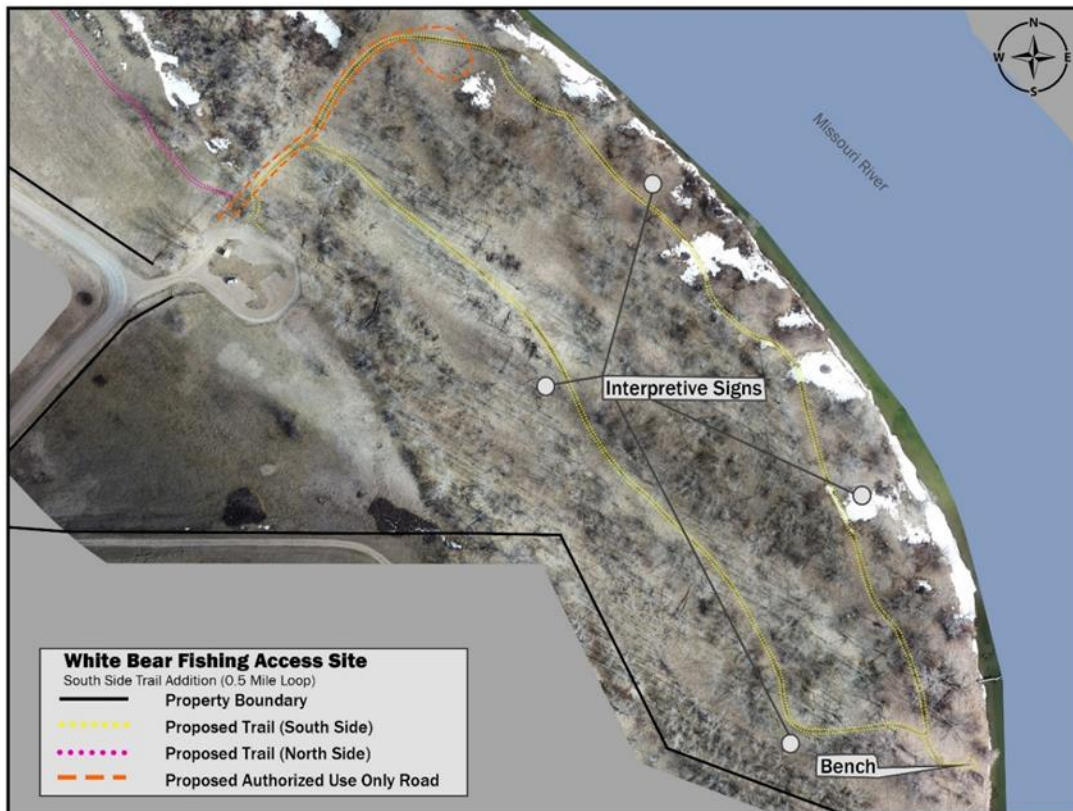 N
W E
S
Missouri River
Interpretive Signs
Bench
White Bear Fishing Access Site
South Side Trail Addition (0.5 Mile Loop)
Property Boundary
Proposed Trail (South Side)
Proposed Trail (North Side)
Proposed Authorized Use Only Road